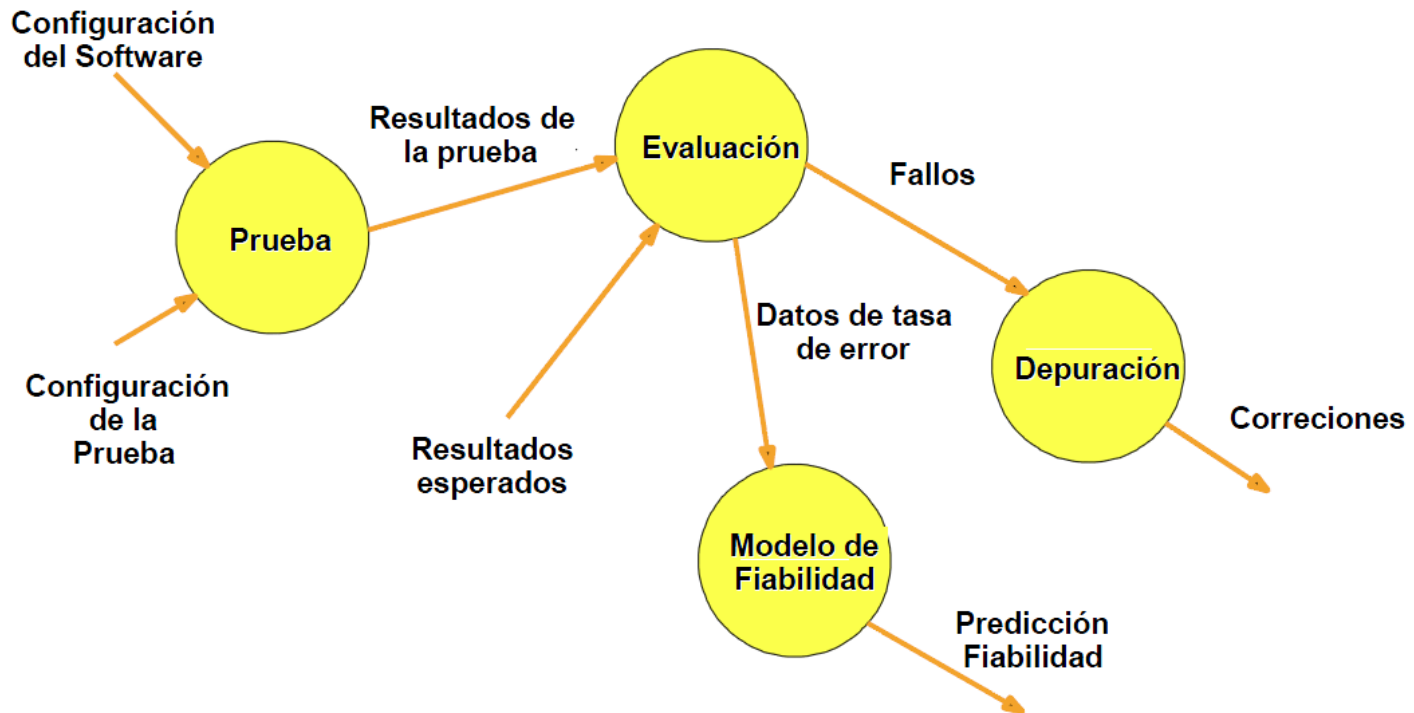 Configuración
del Software
Resultados de
la prueba
Evaluación
Fallos
Prueba
Datos de tasa
de error
Depuración
Configuración
de la
Prueba
Resultados
esperados
Correciones
Modelo de
Fiabilidad
Predicción
Fiabilidad